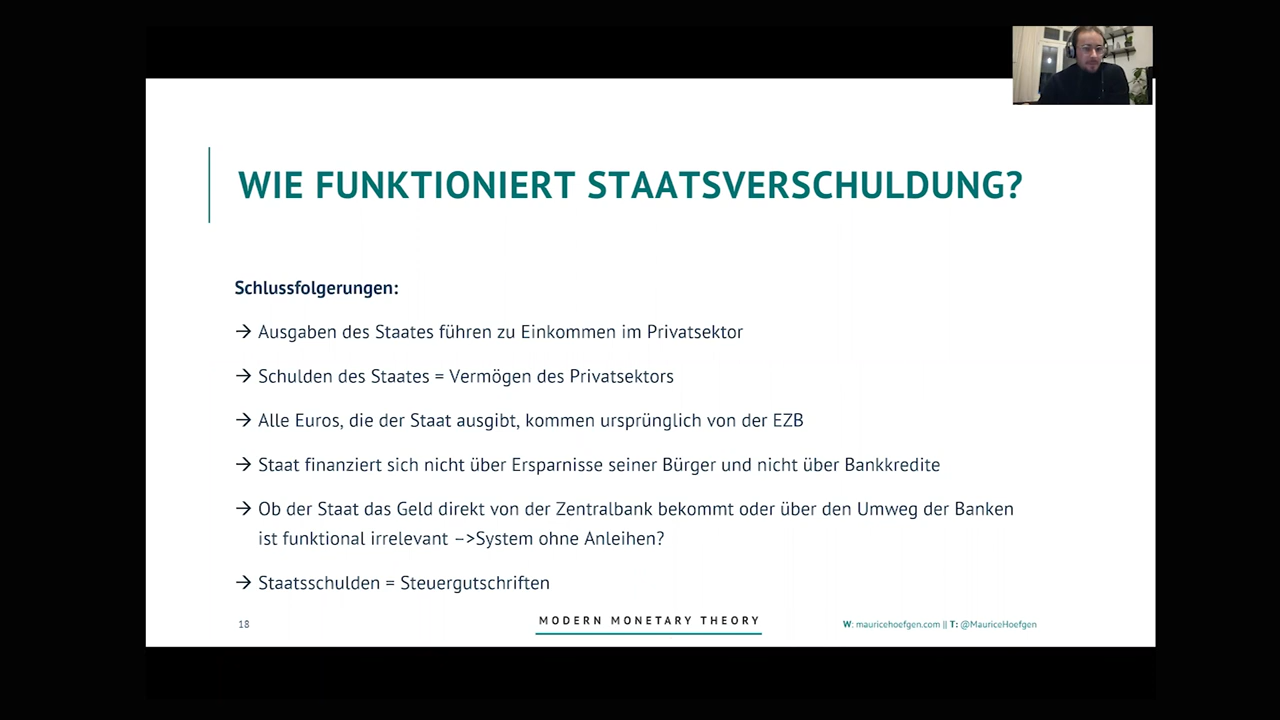 WIE FUNKTIONIERT STAATSVERSCHULDUNG?
Schlussfolgerungen:
→ Ausgaben des Staates führen zu Einkommen im Privatsektor
→ Schulden des Staates = Vermögen des Privatsektors
→ Alle Euros, die der Staat ausgibt, kommen ursprünglich von der EZB
→ Staat finanziert sich nicht über Ersparnisse seiner Bürger und nicht über Bankkredite
→ Ob der Staat das Geld direkt von der Zentralbank bekommt oder über den Umweg der Banken
ist funktional irrelevant –>System ohne Anleihen?
→ Staatsschulden = Steuergutschriften
18
MODERN MONETARY THEORY
W: mauricehoefgen.com || T: @MauriceHoefgen